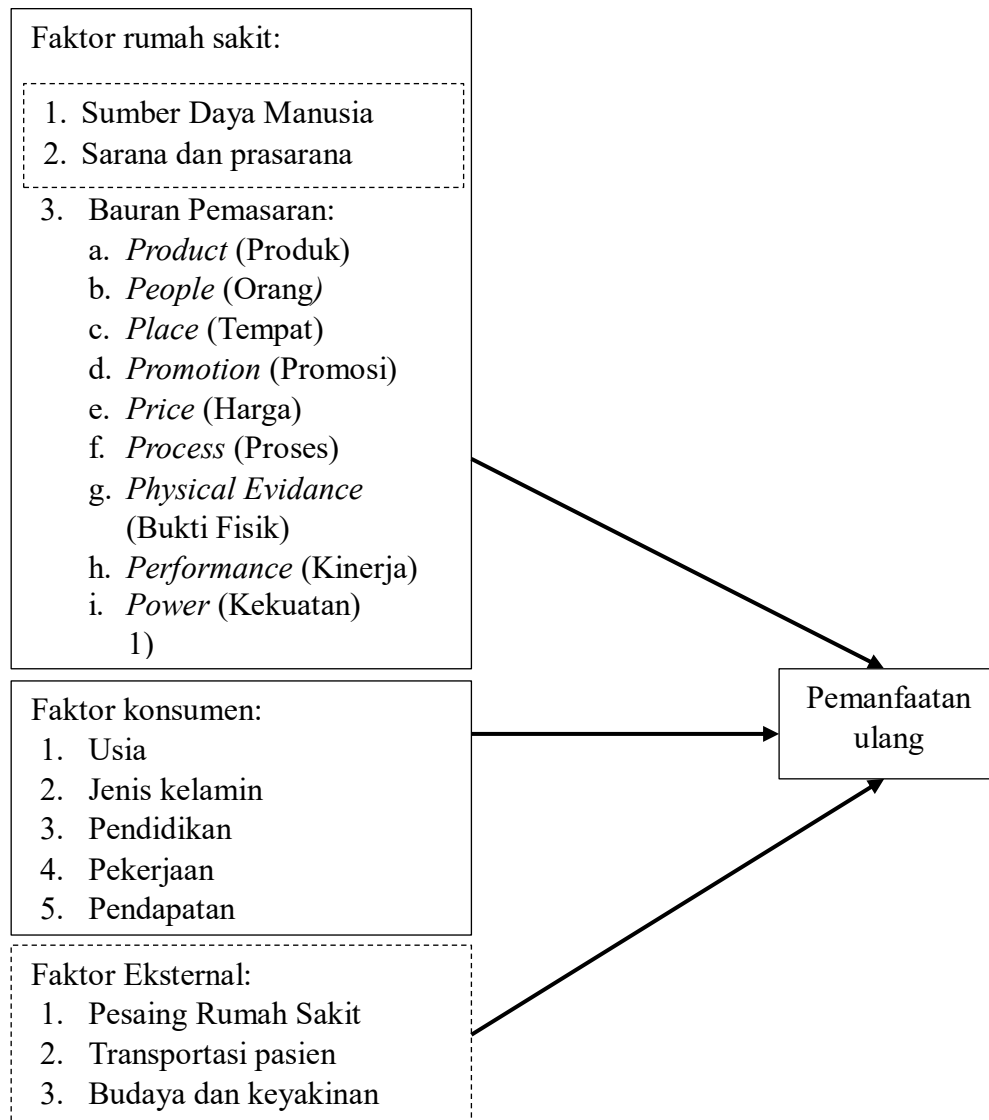 Faktor rumah sakit:
1. Sumber Daya Manusia
2. Sarana dan prasarana
3. Bauran Pemasaran:
a. Product (Produk)
b. People (Orang)
c. Place (Tempat)
d. Promotion (Promosi)
e. Price (Harga)
f. Process (Proses)
g. Physical Evidance
(Bukti Fisik)
h. Performance (Kinerja)
i. Power (Kekuatan)
1)
Faktor konsumen:
1. Usia
2. Jenis kelamin
3. Pendidikan
4. Pekerjaan
5. Pendapatan
Faktor Eksternal:
1. Pesaing Rumah Sakit
2. Transportasi pasien
3. Budaya dan keyakinan
Pemanfaatan
ulang